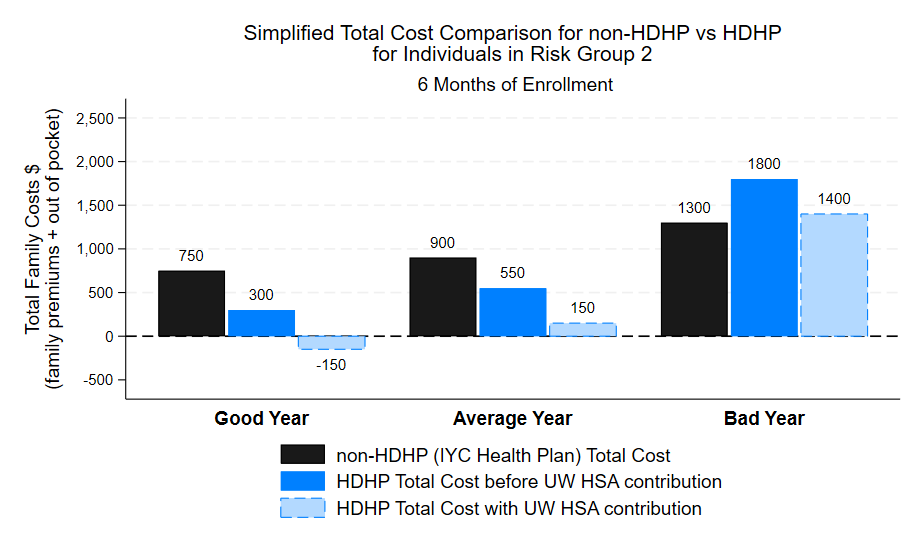 Simplified Total Cost Comparison for non-HDHP vs HDHP
for Individuals in Risk Group 2
6 Months of Enrollment
Total Family Costs $
(family premiums + out of pocket)
2,500
2,000
1,500
1,000
500
0
-500
750
300
-150
900
550
150
1300
1800
1400
Good Year
Average Year
Bad Year
non-HDHP (IYC Health Plan) Total Cost
HDHP Total Cost before UW HSA contribution
HDHP Total Cost with UW HSA contribution